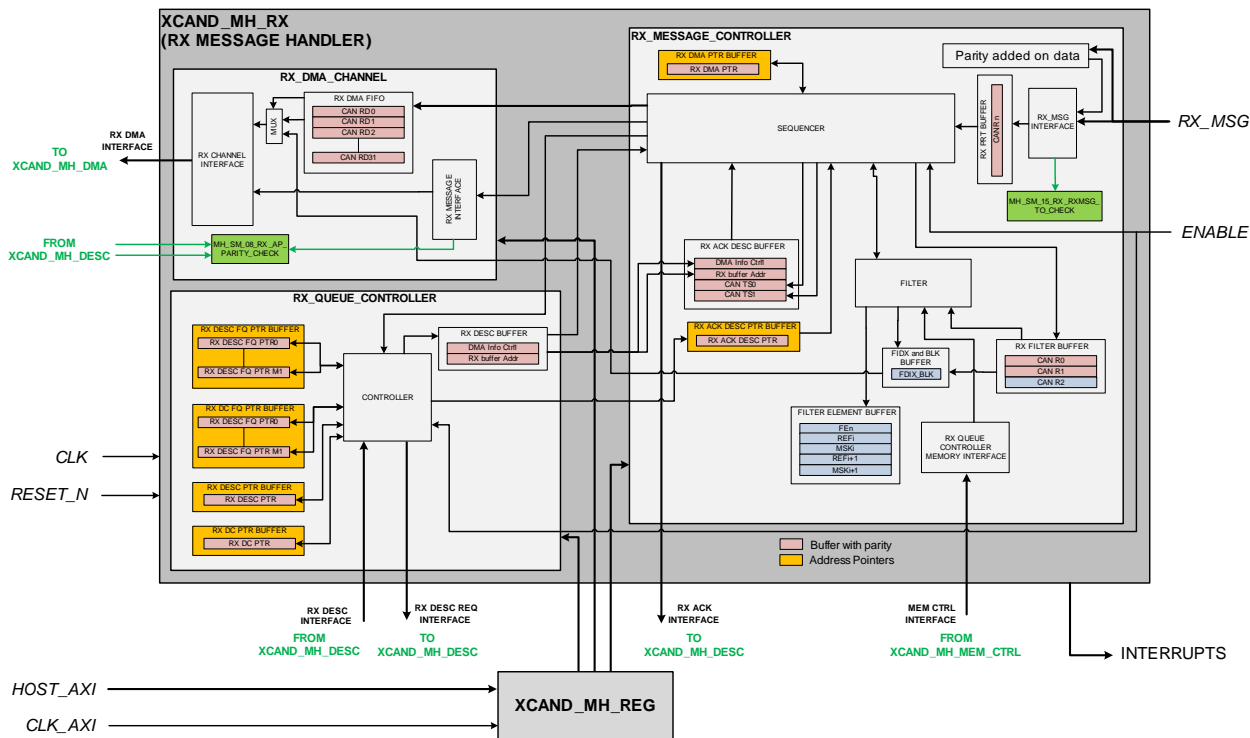 XCAND_MH_RX
(RX MESSAGE HANDLER)
RX_DMA_CHANNEL
RX DMA FIFO
CAN RD0
CAN RD1
CAN RD2
CAN RD31
MUX
RX CHANNEL
INTERFACE
RX MESSAGE
INTERFACE
MH_SM_08_RX_AP_
PARITY_CHECK
RX DMA
INTERFACE
TO
XCAND_MH_DMA
FROM
XCAND_MH_DESC
RX_MESSAGE_CONTROLLER
RX DMA PTR BUFFER
RX DMA PTR
SEQUENCER
Parity added on data
RX PRT BUFFER
CANR n
RX_MSG
INTERFACE
MH_SM_15_RX_RXMSG_
TO_CHECK
RX_MSG
ENABLE
RX ACK DESC BUFFER
DMA Info Ctrl1
RX buffer Addr
CAN TS0
CAN TS1
FILTER
RX ACK DESC PTR BUFFER
RX ACK DESC PTR
FIDX and BLK
BUFFER
FDIX_BLK
RX FILTER BUFFER
CAN R0
CAN R1
CAN R2
FILTER ELEMENT BUFFER
FEn
REFi
MSKi
REFi+1
MSKi+1
RX QUEUE
CONTROLLER
MEMORY INTERFACE
RX_QUEUE_CONTROLLER
RX DESC FQ PTR BUFFER
RX DESC FQ PTR0
RX DESC FQ PTR M1
RX DC FQ PTR BUFFER
RX DESC FQ PTR0
RX DESC FQ PTR M1
RX DESC PTR BUFFER
RX DESC PTR
RX DC PTR BUFFER
RX DC PTR
CONTROLLER
RX DESC BUFFER
DMA Info Ctrl1
RX buffer Addr
CLK
RESET_N
Buffer with parity
Address Pointers
RX DESC
INTERFACE
FROM
XCAND_MH_DESC
RX DESC REQ
INTERFACE
TO
XCAND_MH_DESC
RX ACK
INTERFACE
TO
XCAND_MH_DESC
MEM CTRL
INTERFACE
FROM
XCAND_MH_MEM_CTRL
INTERRUPTS
HOST_AXI
CLK_AXI
XCAND_MH_REG